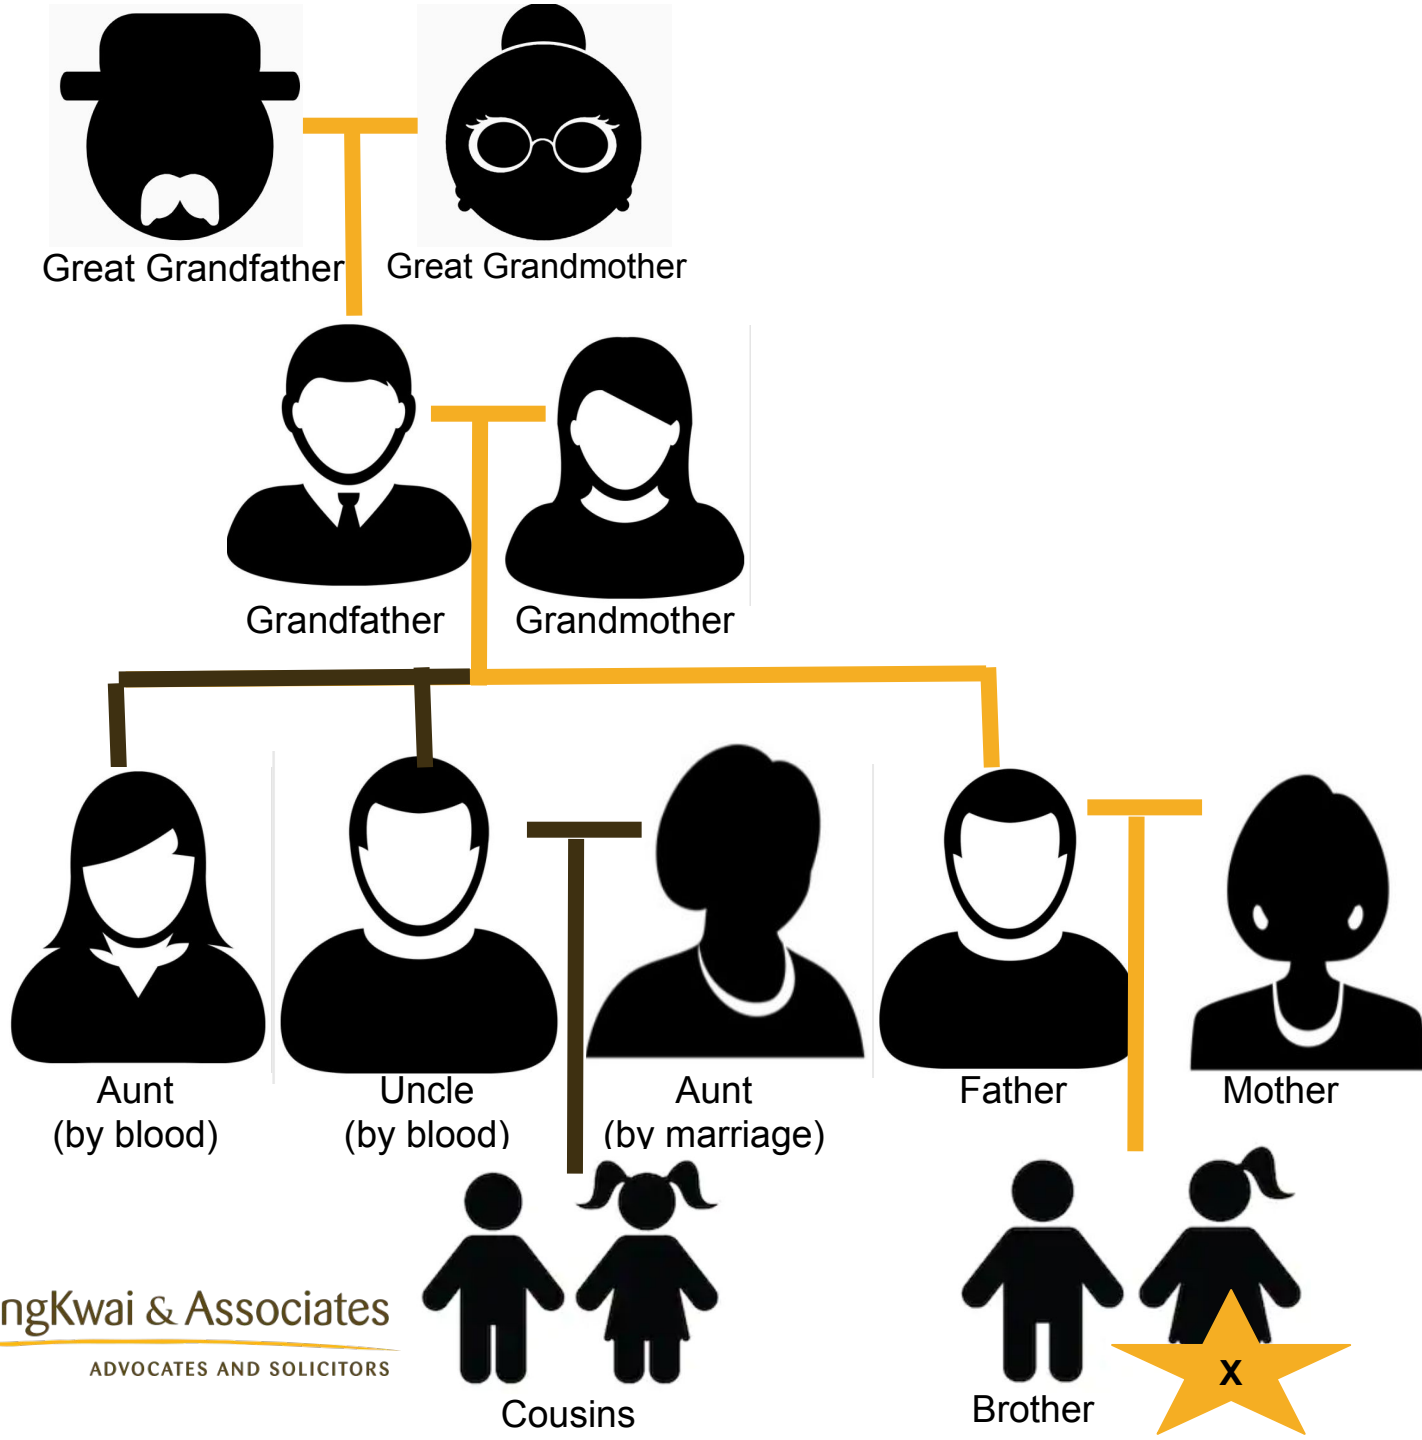 Great Grandfather
Great Grandmother
Grandfather
Grandmother
Aunt
(by blood)
Uncle
(by blood)
Aunt
(by marriage)
Father
Mother
ngKwai & Associates
ADVOCATES AND SOLICITORS
Cousins
Brother
X